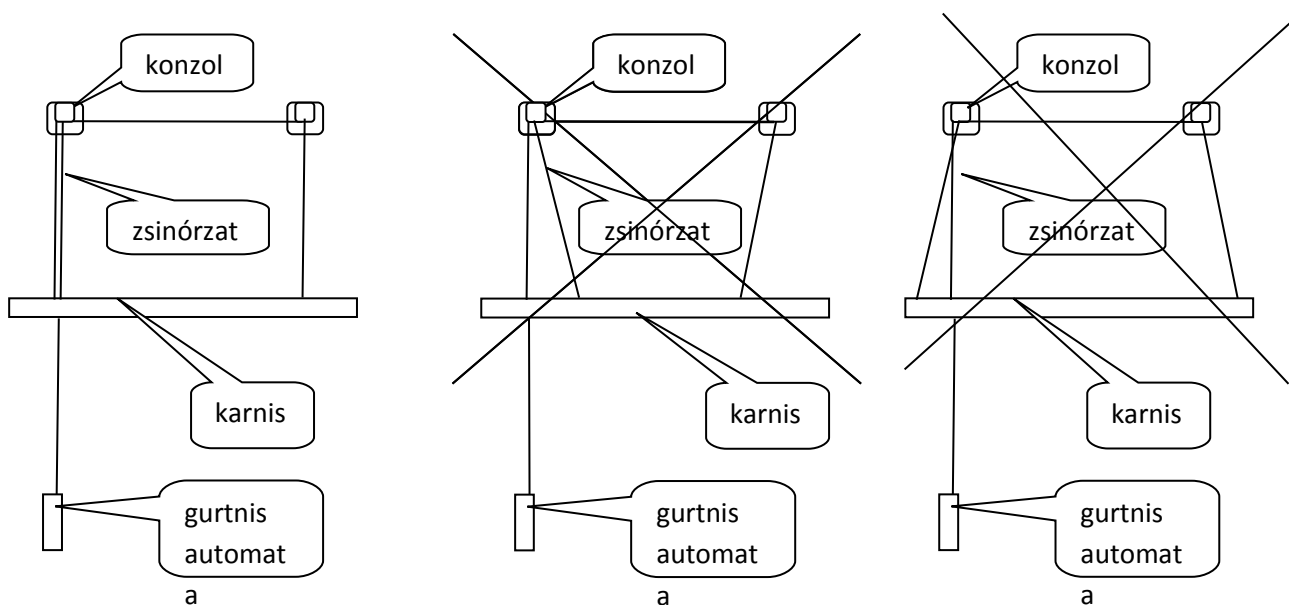 konzol
zsinórzat
karnis
gurtnis
automat
a
konzol
zsinórzat
karnis
gurtnis
automat
a
konzol
zsinórzat
karnis
gurtnis
automat
a